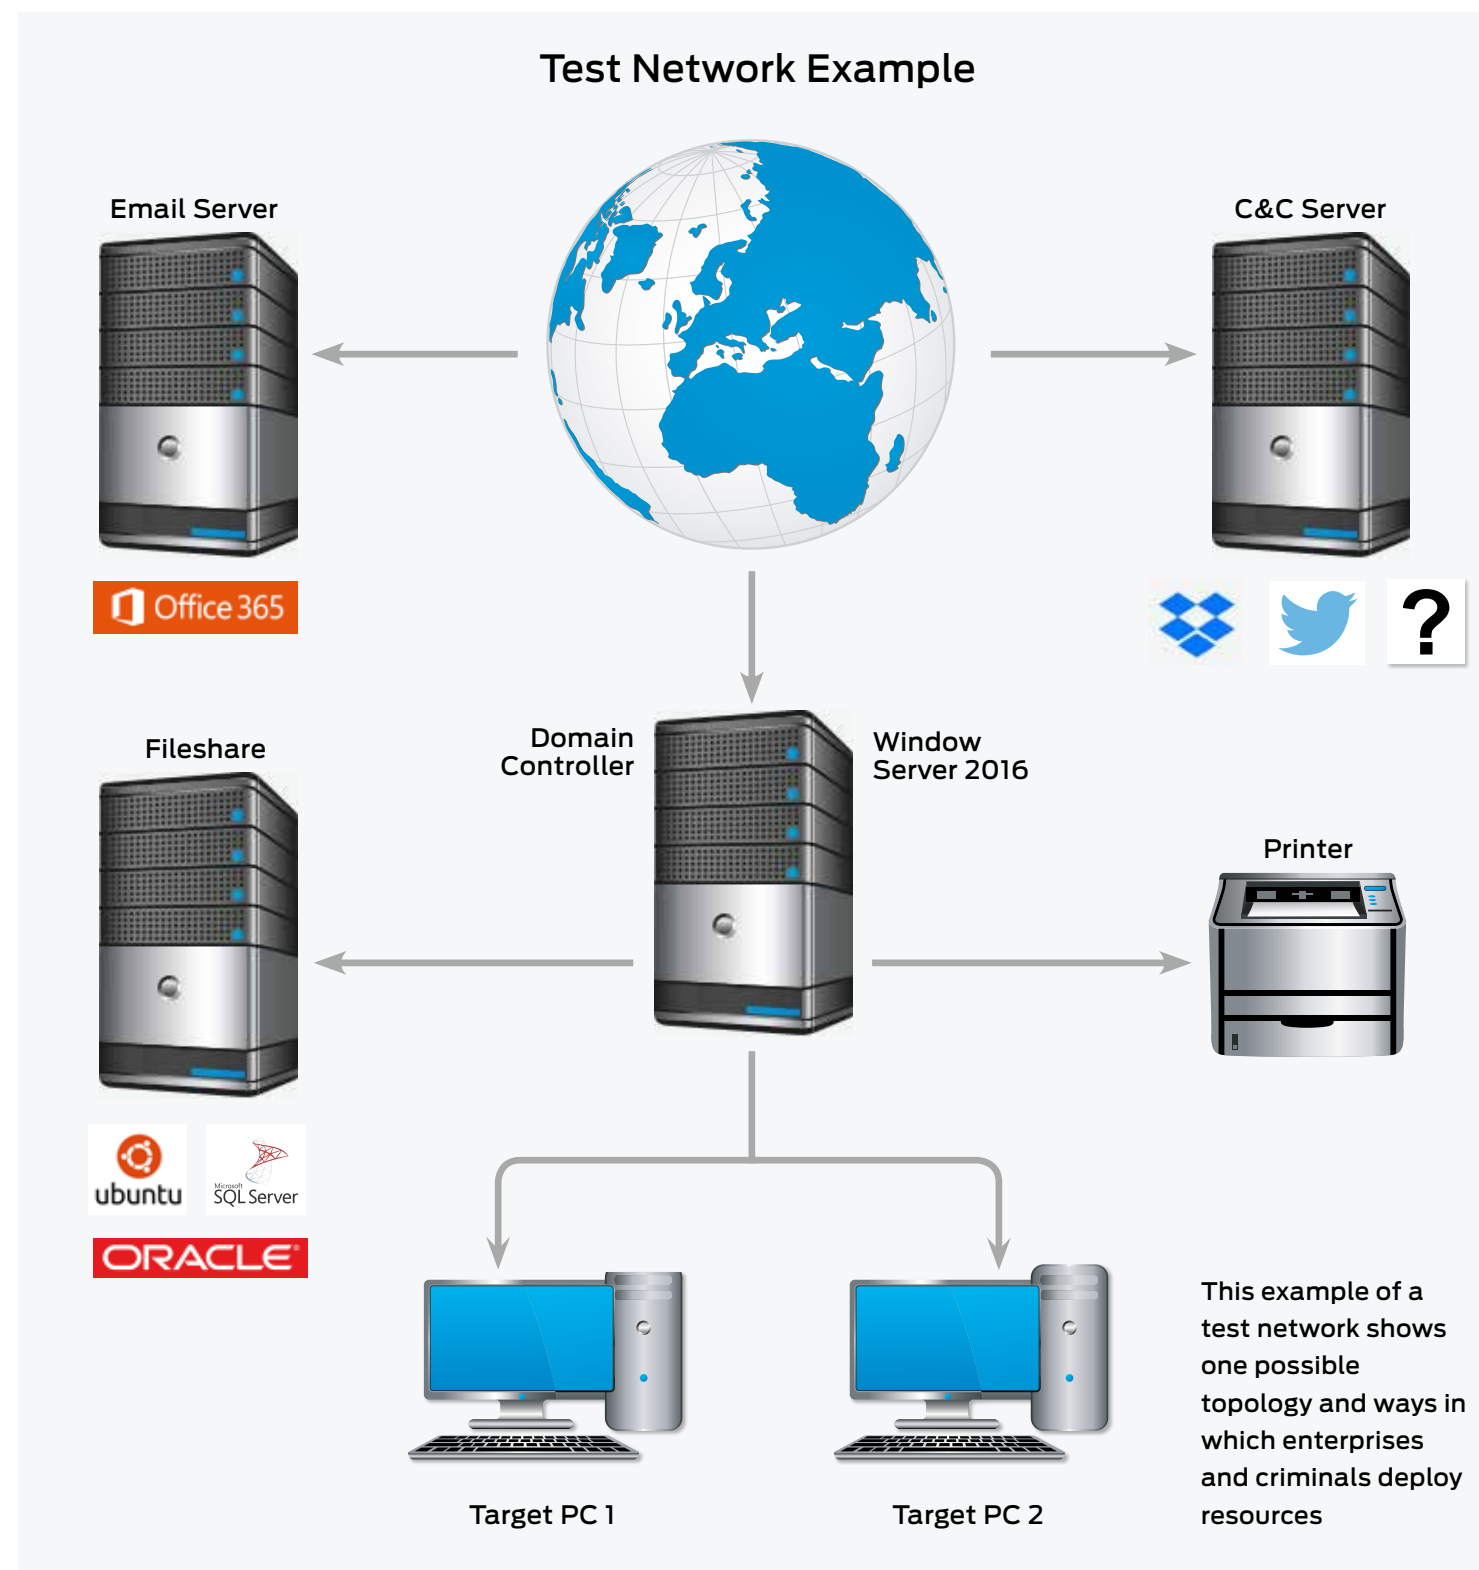 Test Network Example
Email Server
C&C Server
Office 365
?
Domain
Controller
Window
Server 2016
Fileshare
Printer
ubuntu
Microsoft
SQL Server
ORACLE®
This example of a
test network shows
one possible
topology and ways in
which enterprises
and criminals deploy
resources
Target PC 1
Target PC 2